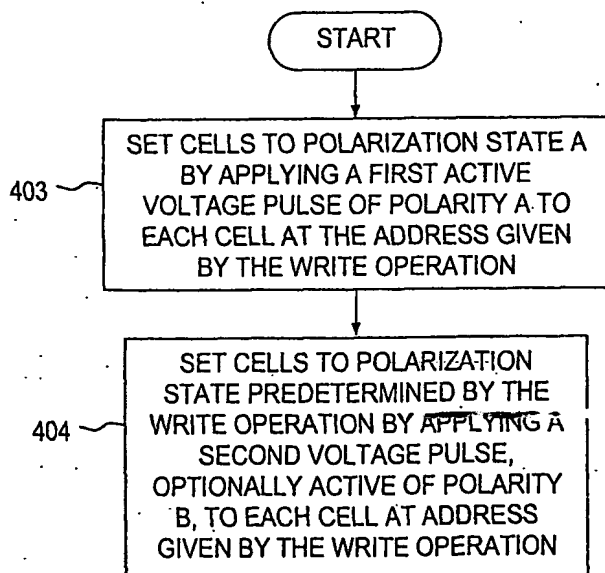 START
SET CELLS TO POLARIZATION STATE A
BY APPLYING A FIRST ACTIVE
VOLTAGE PULSE OF POLARITY A TO
EACH CELL AT THE ADDRESS GIVEN
BY THE WRITE OPERATION
403
SET CELLS TO POLARIZATION
STATE PREDETERMINED BY THE
WRITE OPERATION BY APPLYING A
SECOND VOLTAGE PULSE,
OPTIONALLY ACTIVE OF POLARITY
B, TO EACH CELL AT ADDRESS
GIVEN BY THE WRITE OPERATION
404